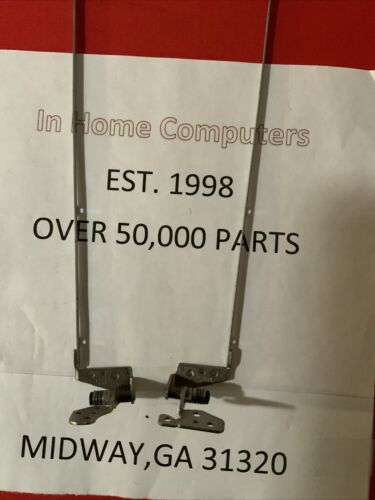 In Home Computers
EST. 1998
OVER 50,000 PARTS
MIDWAY,GA 31320